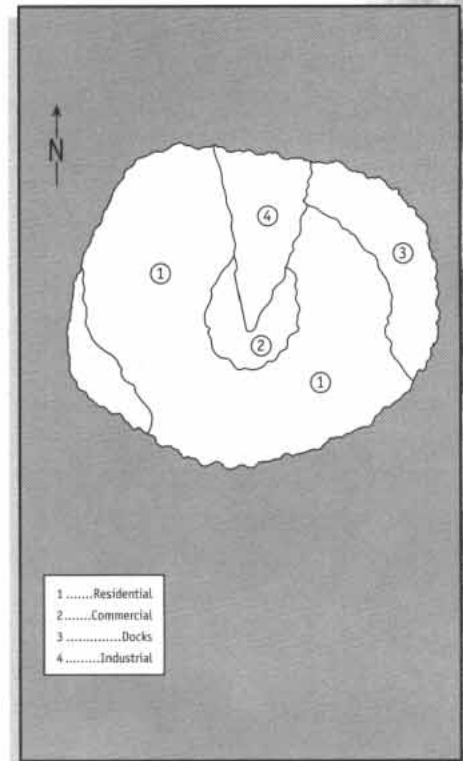 N
④
③
①
②
①
1.......Residential
2.......Commercial
3..............Docks
4.........Industrial